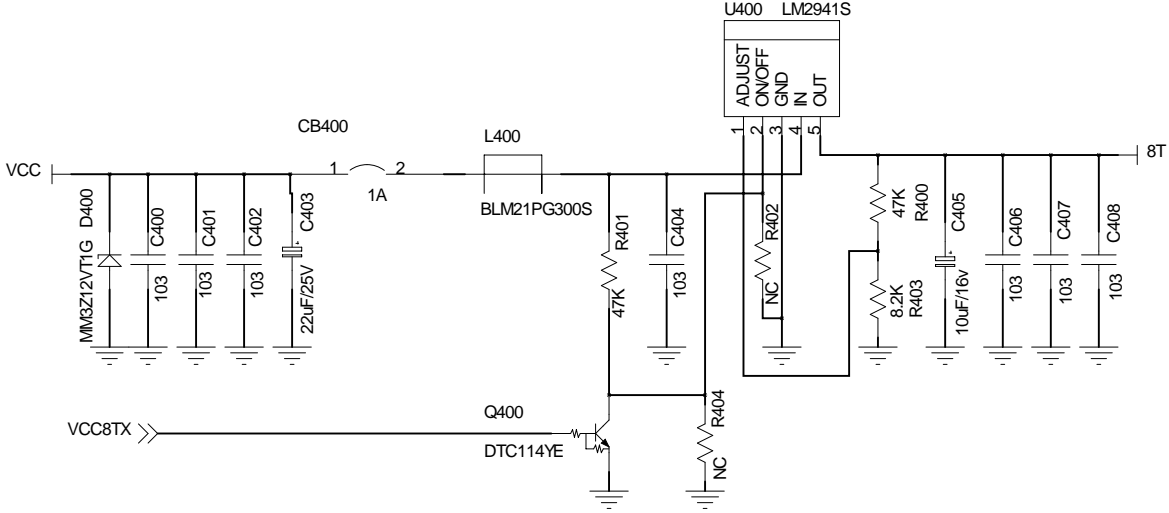 U400 LM2941S
ADJUST
ON/OFF
GND
IN
OUT
1
2
3
4
5
CB400
1 2
1A
L400
BLM21PG300S
VCC
8T
D400
MM3Z12VT1G
C400
103
C401
103
C402
103
C403
+
22uF/25V
R401
47K
C404
103
R402
NC
47K
R400
8.2K
R403
C405
+
10uF/16v
C406
103
C407
103
C408
103
VCC8TX
Q400
DTC114YE
R404
NC